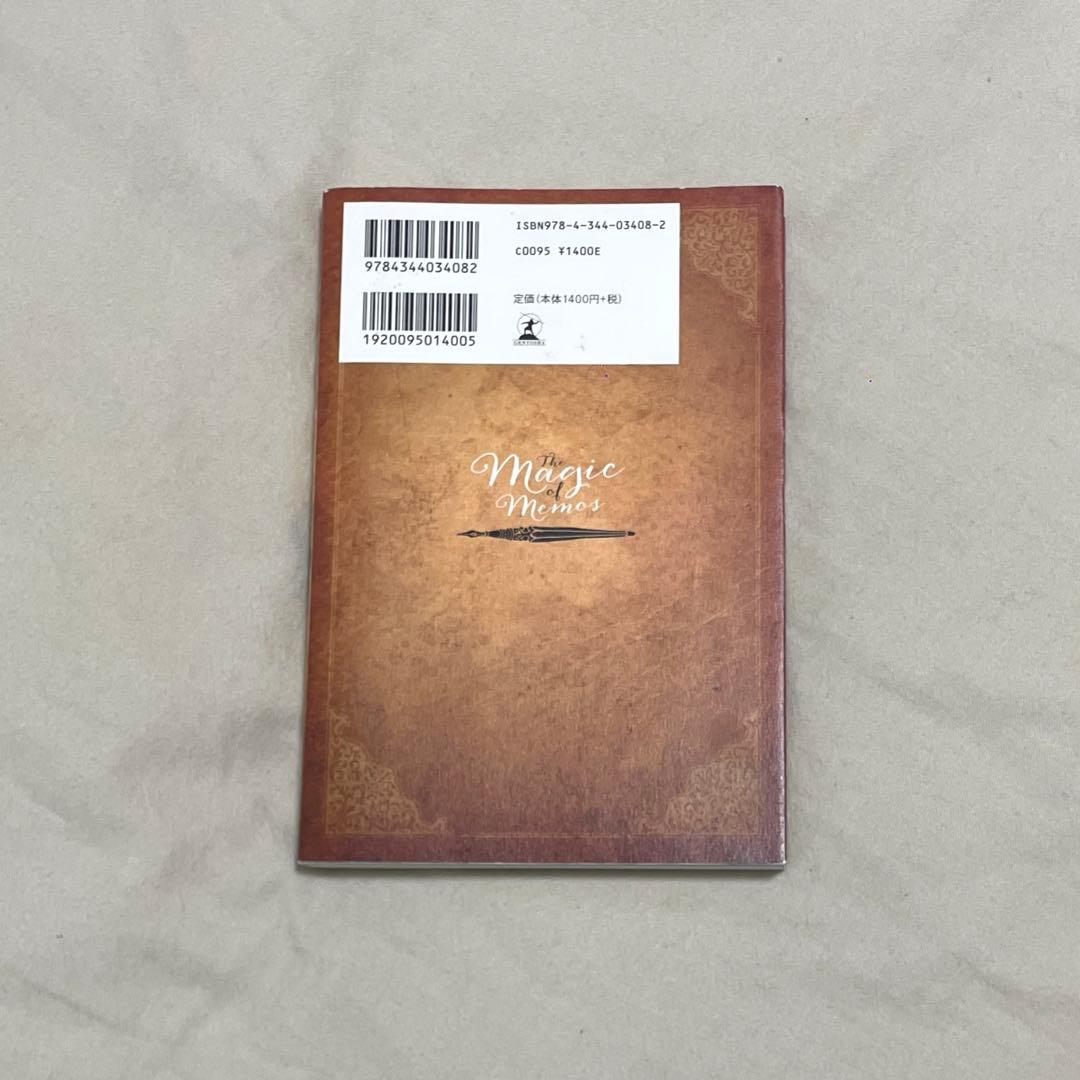 9784344034082
1920095014005
ISBN978-4-344-03408-2
C0095 ¥1400E
定価(本体1400円+税)
GENTOSHA
The
Magic
of
Memos